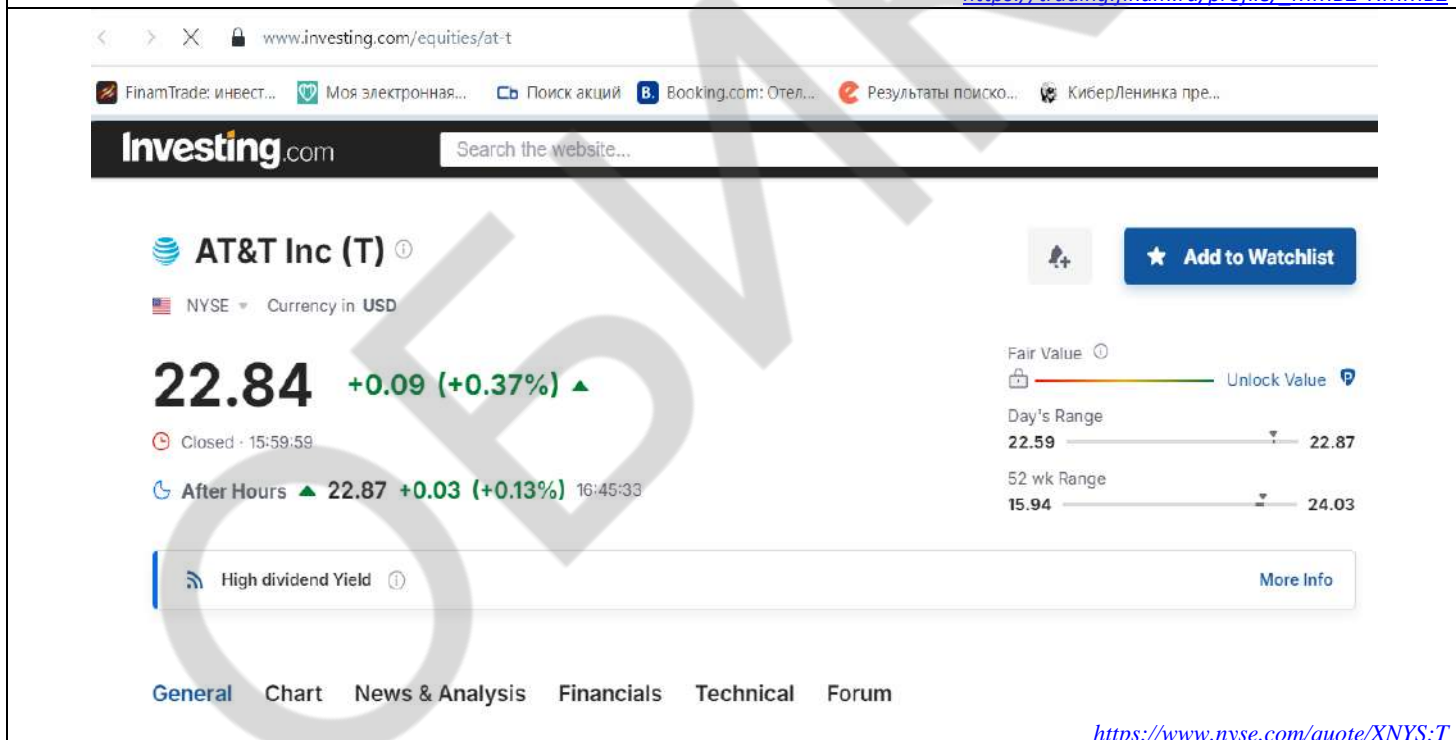 www.investing.com/equities/at-t
FinamTrade: инвест... Моя электронная... Сь Поиск акций B. Booking.com: Отел... Результаты поиско... КиберЛенинка пре...
Investing.com Search the website...
AT&T Inc (T)
Add to Watchlist
NYSE Currency in USD
22.84 +0.09 (+0.37%)
Fair Value
Unlock Value
Day's Range
22.59 22.87
Closed · 15:59:59
After Hours 22.87 +0.03 (+0.13%) 16:45:33
52 wk Range
15.94 24.03
High dividend Yield More Info
General Chart News & Analysis Financials Technical Forum
https://www.nyse.com/quote/XNYS:T